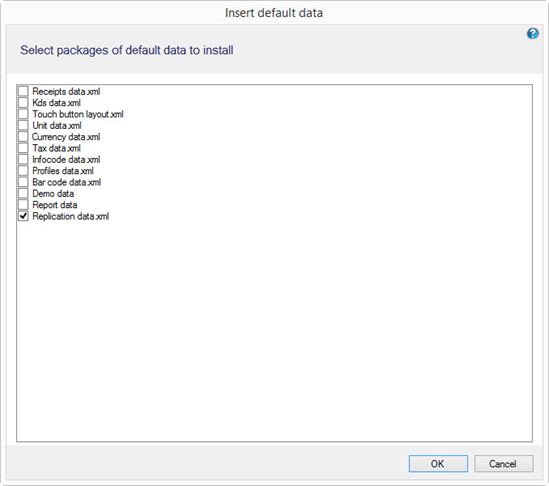 Insert default data
?
Select packages of default data to install
Receipts data.xml
Kds data.xml
Touch button layout.xml
Unit data.xml
Currency data.xml
Tax data.xml
Infocode data.xml
Profiles data.xml
Bar code data.xml
Demo data
Report data
Replication data.xml
OK
Cancel